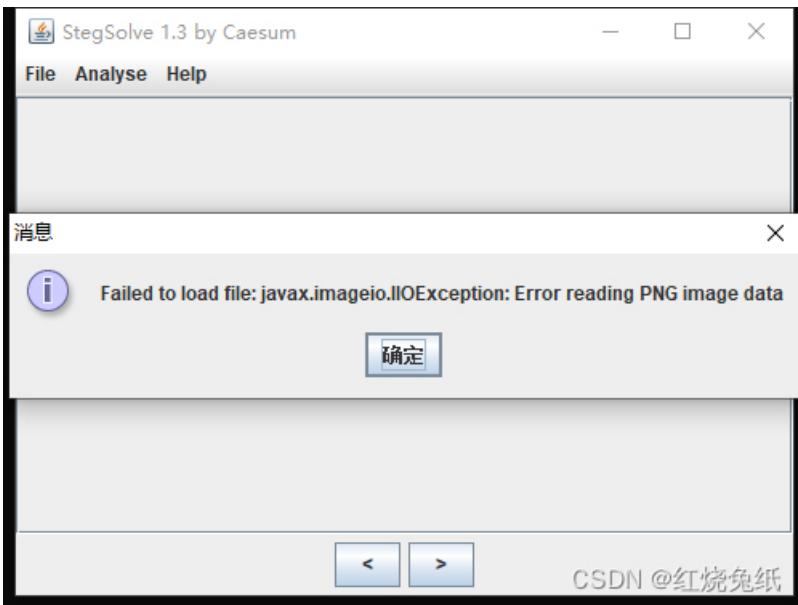 StegSolve 1.3 by Caesum
File Analyse Help
消息
Failed to load file: javax.imageio.IIOException: Error reading PNG image data
确定
< >
CSDN @红烧兔纸